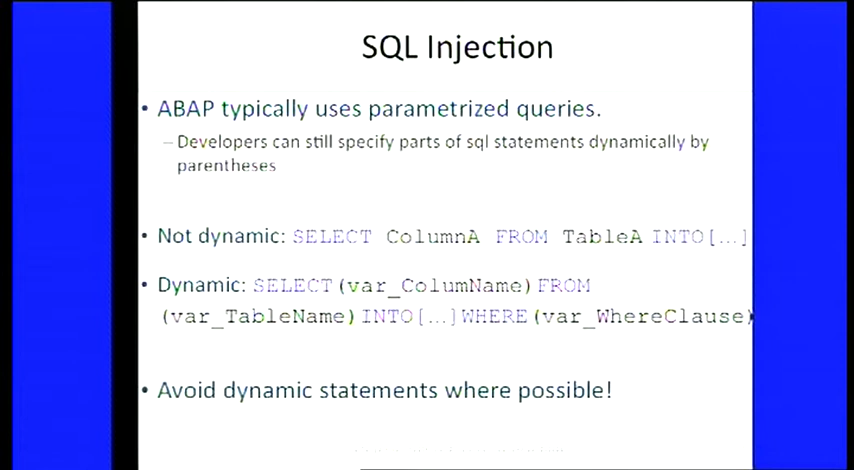 SQL Injection
• ABAP typically uses parametrized queries.
– Developers can still specify parts of sql statements dynamically by
parentheses
• Not dynamic: SELECT ColumnA FROM TableA INTO[…]
• Dynamic: SELECT(var_ColumName)FROM
(var_TableName)INTO[…]WHERE(var_WhereClause)
• Avoid dynamic statements where possible!